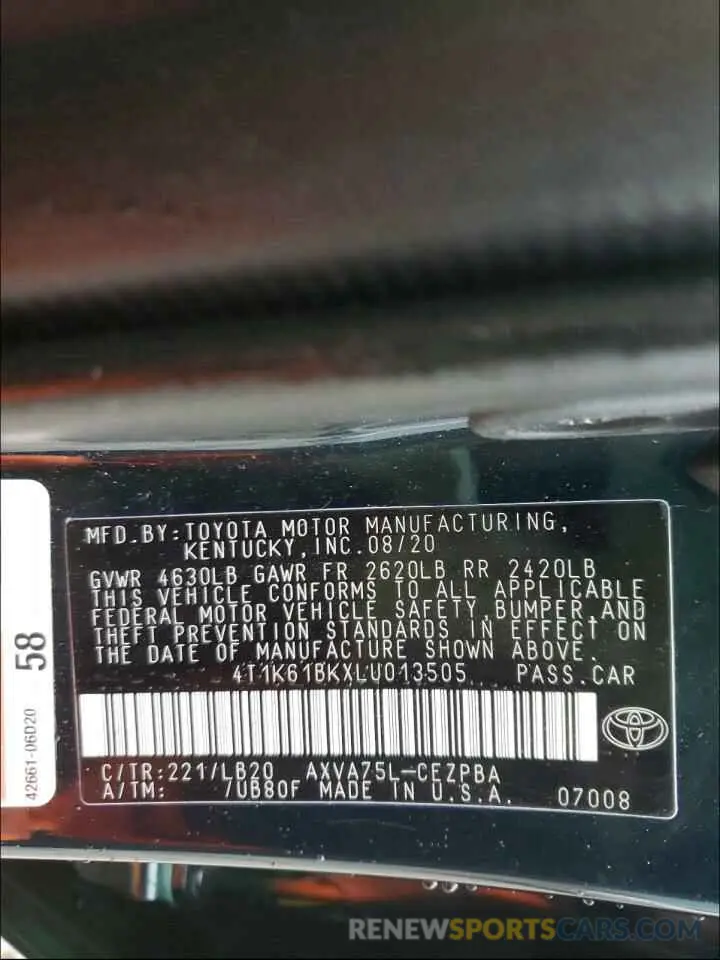 MFD. BY: TOYOTA MOTOR MANUFACTURING,
KENTUCKY, INC. 08/20
GVWR 4630LB GAWR FR 2620LB RR 2420LB
THIS VEHICLE CONFORMS TO ALL APPLICABLE
FEDERAL MOTOR VEHICLE SAFETY, BUMPER, AND
THEFT PREVENTION STANDARDS IN EFFECT ON
THE DATE OF MANUFACTURE SHOWN ABOVE.
4T1K61BKXLU013505 PASS. CAR
C/TR: 221/LB20 AXVA75L-CEZPBA
A/TM: /UB80F MADE IN U.S.A. 07008
58
42661-06D20
RENEWSPORTSCARS.COM